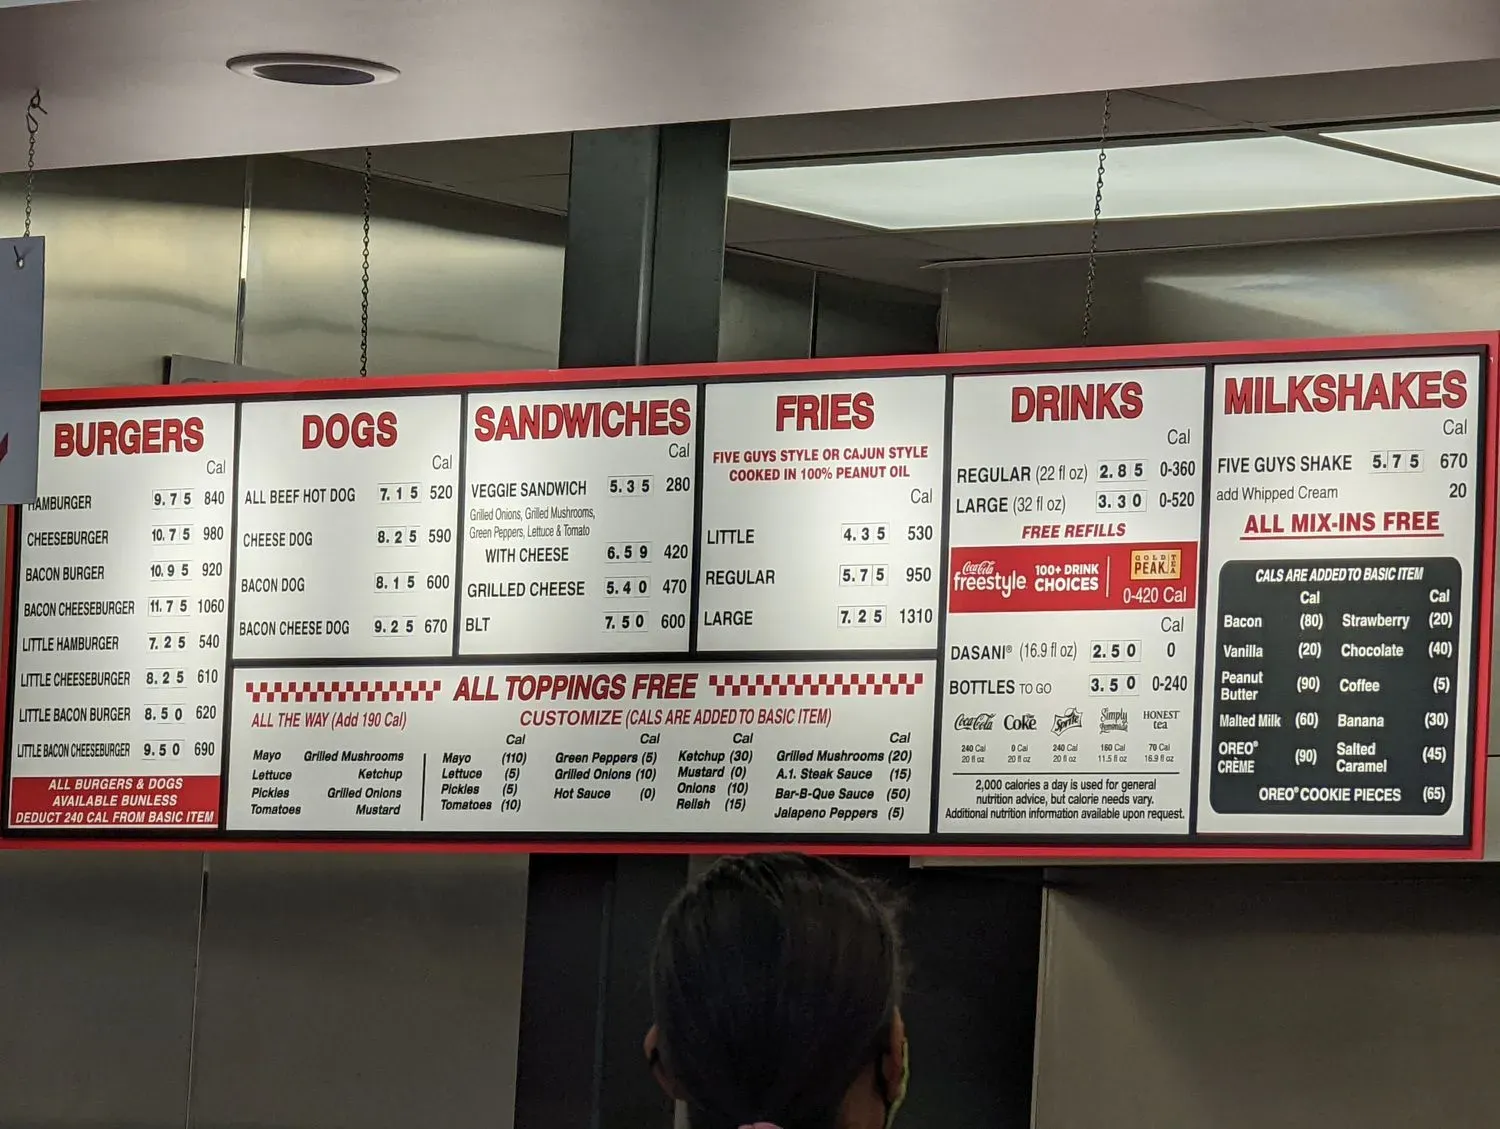 BURGERS
Cal
HAMBURGER 9.75 840
CHEESEBURGER 10.75 980
BACON BURGER 10.95 920
BACON CHEESEBURGER 11.75 1060
LITTLE HAMBURGER 7.25 540
LITTLE CHEESEBURGER 8.25 610
LITTLE BACON BURGER 8.50 620
LITTLE BACON CHEESEBURGER 9.50 690
ALL BURGERS & DOGS
AVAILABLE BUNLESS
DEDUCT 240 CAL FROM BASIC ITEM
DOGS
Cal
ALL BEEF HOT DOG 7.15 520
CHEESE DOG 8.25 590
BACON DOG 8.15 600
BACON CHEESE DOG 9.25 670
SANDWICHES
Cal
VEGGIE SANDWICH 5.35 280
Grilled Onions, Grilled Mushrooms,
Green Peppers, Lettuce & Tomato
WITH CHEESE 6.59 420
GRILLED CHEESE 5.40 470
BLT 7.50 600
FRIES
FIVE GUYS STYLE OR CAJUN STYLE
COOKED IN 100% PEANUT OIL
Cal
LITTLE 4.35 530
REGULAR 5.75 950
LARGE 7.25 1310
ALL TOPPINGS FREE
ALL THE WAY (Add 190 Cal)
Mayo Grilled Mushrooms
Lettuce Ketchup
Pickles Grilled Onions
Tomatoes Mustard
CUSTOMIZE (CALS ARE ADDED TO BASIC ITEM)
Cal Cal Cal Cal
Mayo (110) Green Peppers (5) Ketchup (30) Grilled Mushrooms (20)
Lettuce (5) Grilled Onions (10) Mustard (0) A.1. Steak Sauce (15)
Pickles (5) Hot Sauce (0) Onions (10) Bar-B-Que Sauce (50)
Tomatoes (10) Relish (15) Jalapeno Peppers (5)
DRINKS
Cal
REGULAR (22 fl oz) 2.85 0-360
LARGE (32 fl oz) 3.30 0-520
FREE REFILLS
Coca-Cola freestyle 100+ DRINK CHOICES
GOLD PEAK TEA
0-420 Cal
Cal
DASANI® (16.9 fl oz) 2.50 0
BOTTLES TO GO 3.50 0-240
Coca-Cola Coke Sprite Simply Lemonade HONEST tea
240 Cal 0 Cal 240 Cal 160 Cal 70 Cal
20 fl oz 20 fl oz 20 fl oz 11.5 fl oz 16.9 fl oz
2,000 calories a day is used for general
nutrition advice, but calorie needs vary.
Additional nutrition information available upon request.
MILKSHAKES
Cal
FIVE GUYS SHAKE 5.75 670
add Whipped Cream 20
ALL MIX-INS FREE
CALS ARE ADDED TO BASIC ITEM
Cal Cal
Bacon (80) Strawberry (20)
Vanilla (20) Chocolate (40)
Peanut Butter (90) Coffee (5)
Malted Milk (60) Banana (30)
OREO® CRÈME (90) Salted Caramel (45)
OREO® COOKIE PIECES (65)